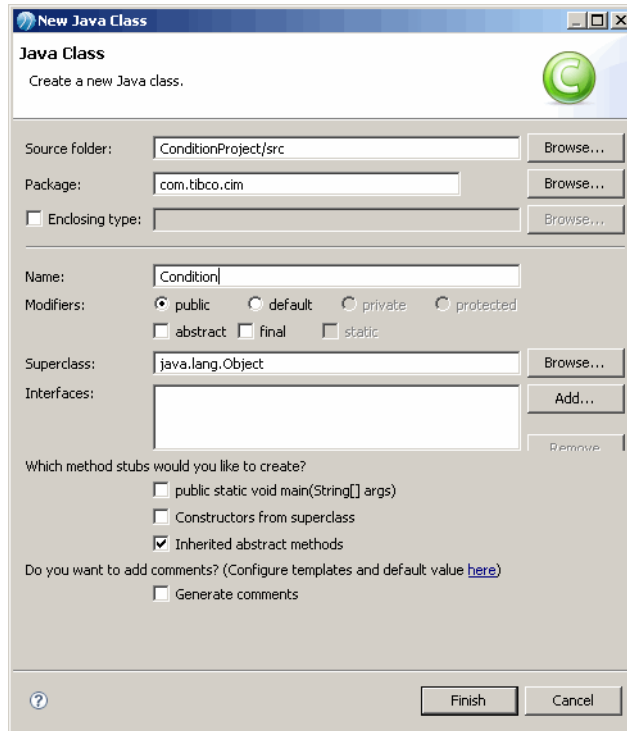 New Java Class
Java Class
Create a new Java class.
Source folder: ConditionProject/src Browse...
Package: com.tibco.cim Browse...
Enclosing type: Browse...
Name: Condition
Modifiers: public default private protected
abstract final static
Superclass: java.lang.Object Browse...
Interfaces: Add...
Remove
Which method stubs would you like to create?
public static void main(String[] args)
Constructors from superclass
Inherited abstract methods
Do you want to add comments? (Configure templates and default value here)
Generate comments
? Finish Cancel